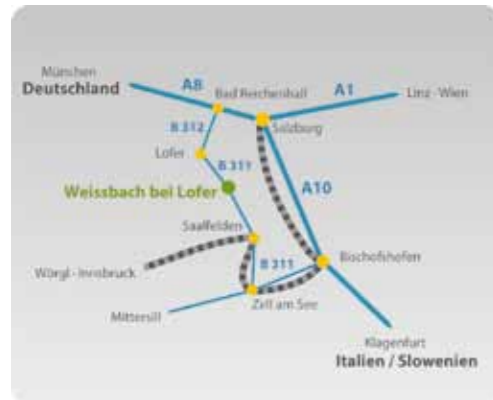 München
Deutschland
A8
Bad Reichenhall
A1
Linz - Wien
B 312
Salzburg
Lofer
B 311
Weissbach bei Lofer
A10
Saalfelden
Bischofshofen
Wörgl - Innsbruck
B 311
Zell am See
Mittersill
Klagenfurt
Italien / Slowenien